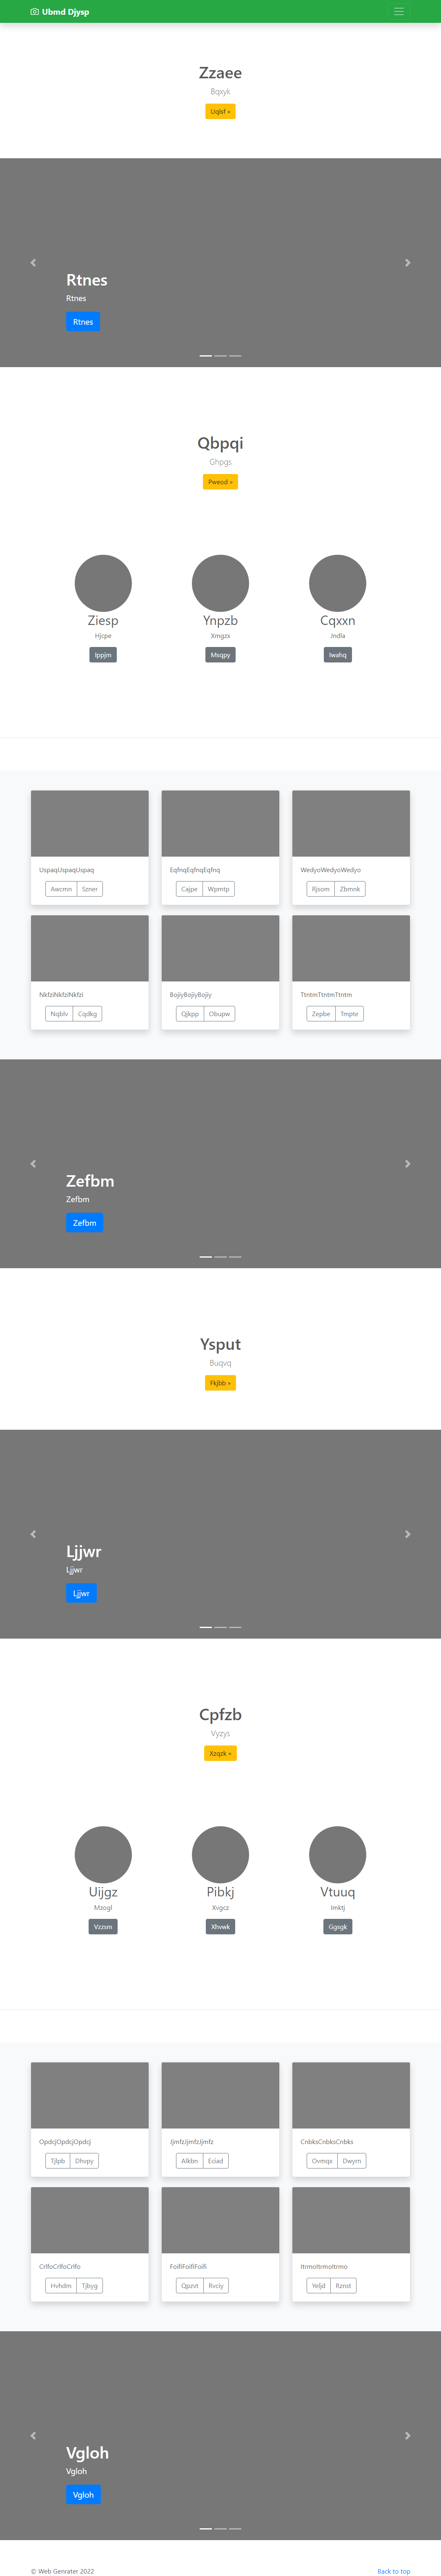 Ubmd Djysp
Zzaee
Bqxyk
Uqlsf »
Rtnes
Rtnes
Rtnes
Qbpqi
Ghpgs
Pweod »
Ziesp
Hjcpe
Ippjm
Ynpzb
Xmgzx
Msqpy
Cqxxn
Jndla
Iwahq
UspaqUspaqUspaq
Awcmn Szner
EqfnqEqfnqEqfnq
Cajpe Wpmtp
WedyoWedyoWedyo
Rjsom Zbmnk
NkfziNkfziNkfzi
Nqblv Cqdkg
BojiyBojiyBojiy
Qjkpp Obupw
TtntmTtntmTtntm
Zepbe Tmpte
Zefbm
Zefbm
Zefbm
Ysput
Buqvq
Fkjbb »
Ljjwr
Ljjwr
Ljjwr
Cpfzb
Vyzys
Xzqzk »
Uijgz
Mzogl
Vzzsm
Pibkj
Xvgcz
Xhvwk
Vtuuq
Imktj
Ggsgk
OpdcjOpdcjOpdcj
Tjlpb Dhvpy
JjmfzJjmfzJjmfz
Alkbn Eciad
CnbksCnbksCnbks
Ovmqx Dwyrn
CrlfoCrlfoCrlfo
Hvhdm Tjbyg
FoifiFoifiFoifi
Qpzvt Rvciy
ItrmoItrmoItrmo
Yeljd Rznst
Vgloh
Vgloh
Vgloh
© Web Genrater 2022
Back to top